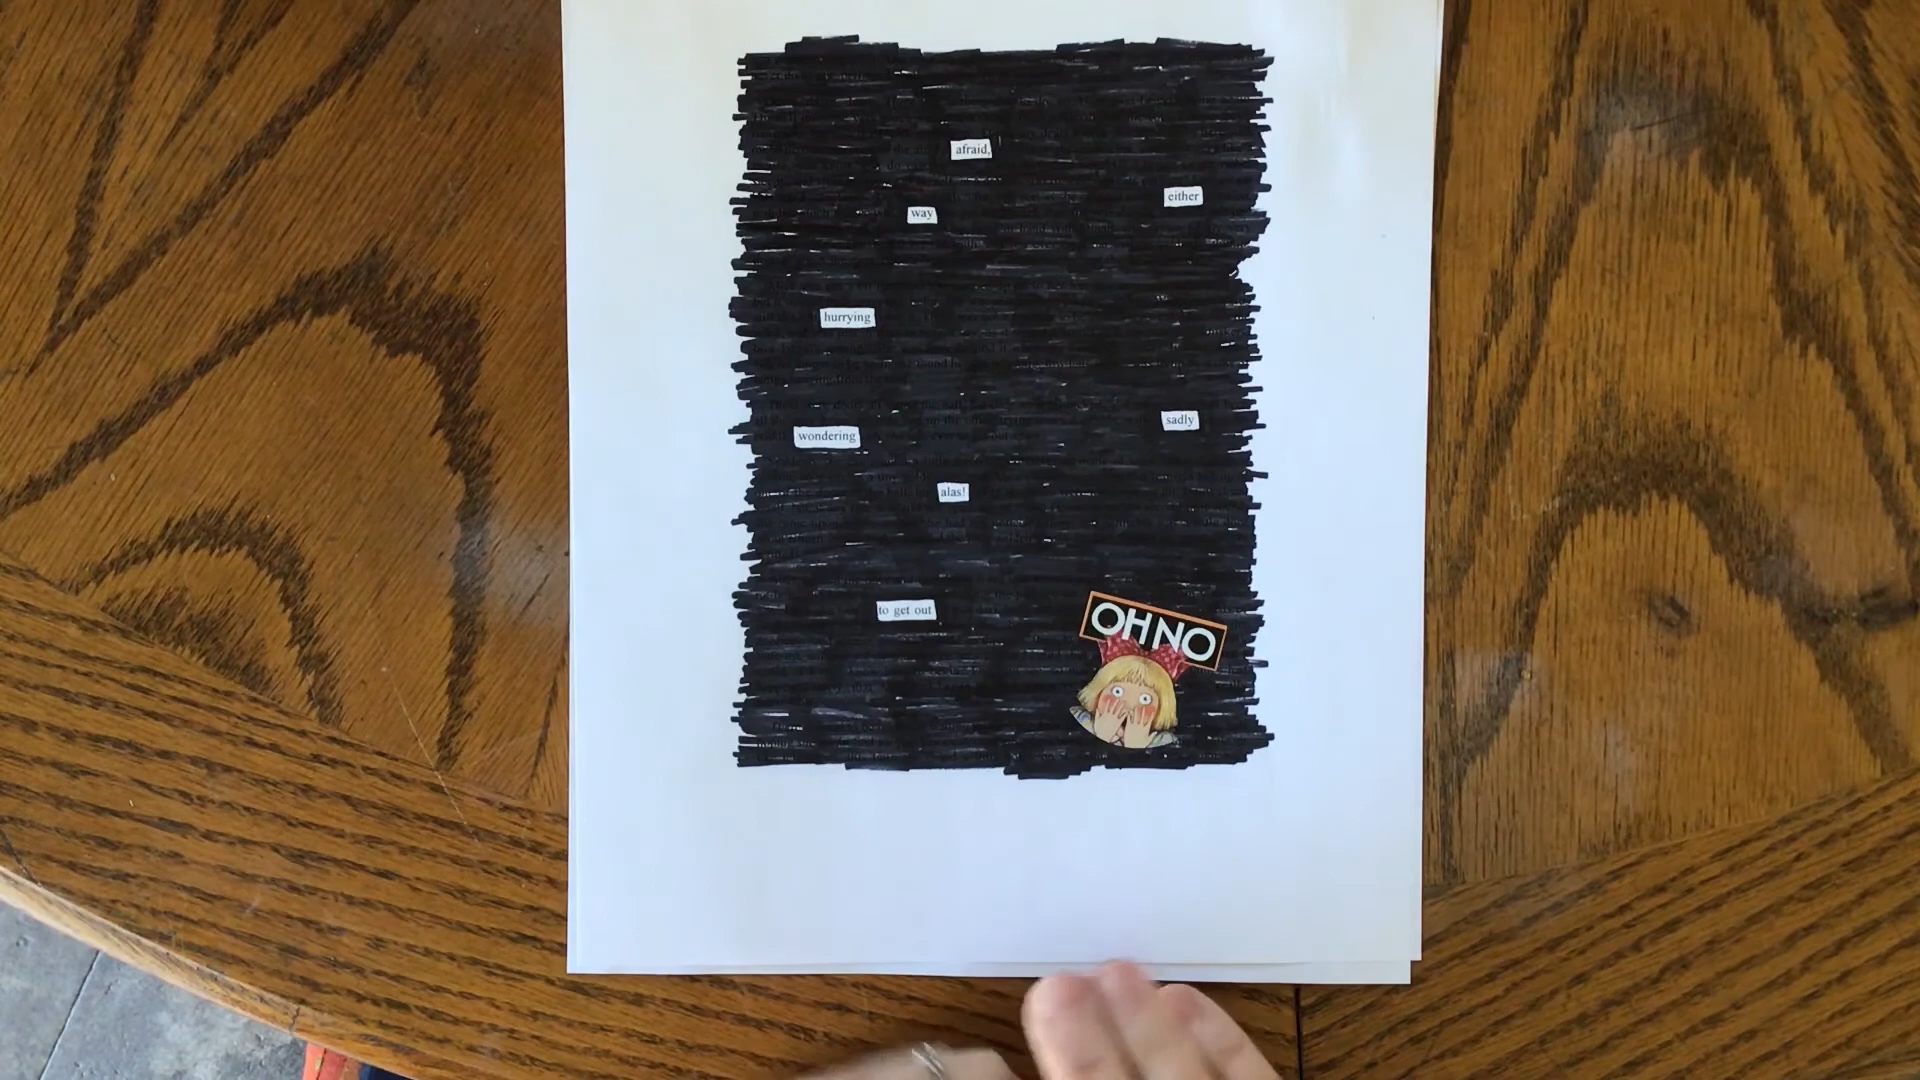 afraid,
either
way
hurrying
sadly
wondering
alas!
to get out
OH NO